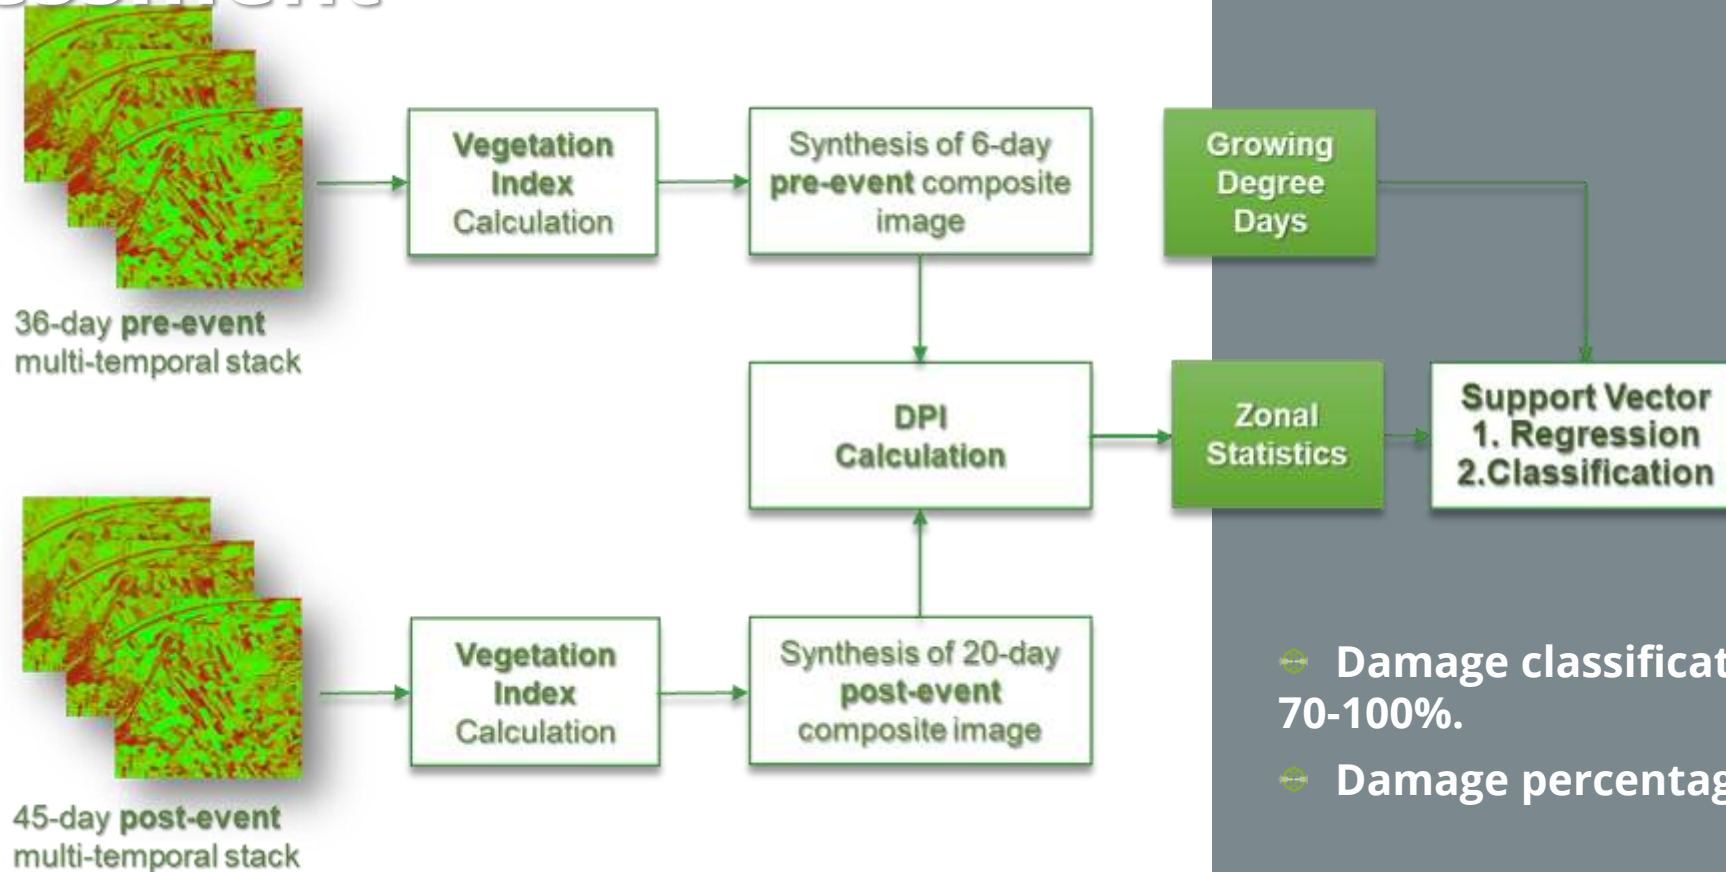 36-day pre-event
multi-temporal stack
Vegetation
Index
Calculation
Synthesis of 6-day
pre-event composite
image
Growing
Degree
Days
DPI
Calculation
Zonal
Statistics
Support Vector
1. Regression
2.Classification
45-day post-event
multi-temporal stack
Vegetation
Index
Calculation
Synthesis of 20-day
post-event
composite image
Damage
70-100%.
Damage